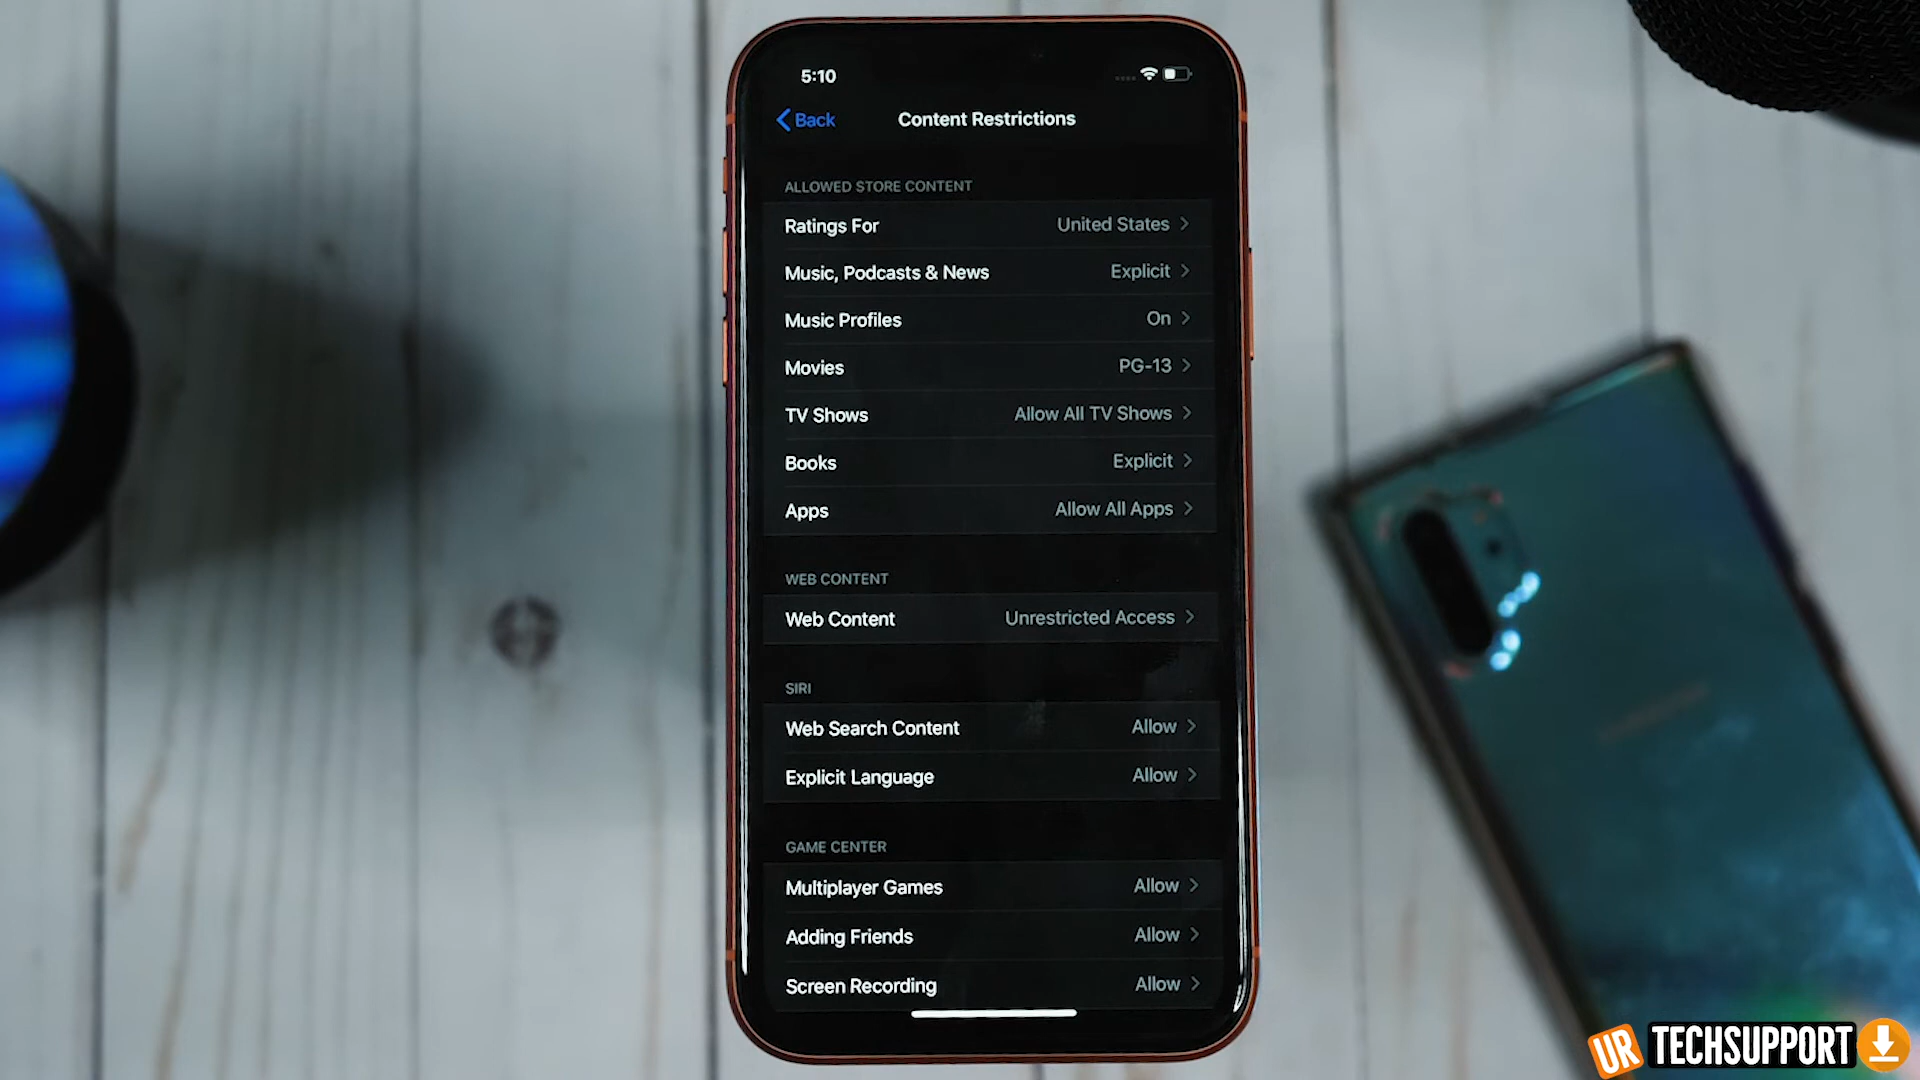 5:10
Back
Content Restrictions
ALLOWED STORE CONTENT
Ratings For United States
Music, Podcasts & News Explicit
Music Profiles On
Movies PG-13
TV Shows Allow All TV Shows
Books Explicit
Apps Allow All Apps
WEB CONTENT
Web Content Unrestricted Access
SIRI
Web Search Content Allow
Explicit Language Allow
GAME CENTER
Multiplayer Games Allow
Adding Friends Allow
Screen Recording Allow
UR TECHSUPPORT